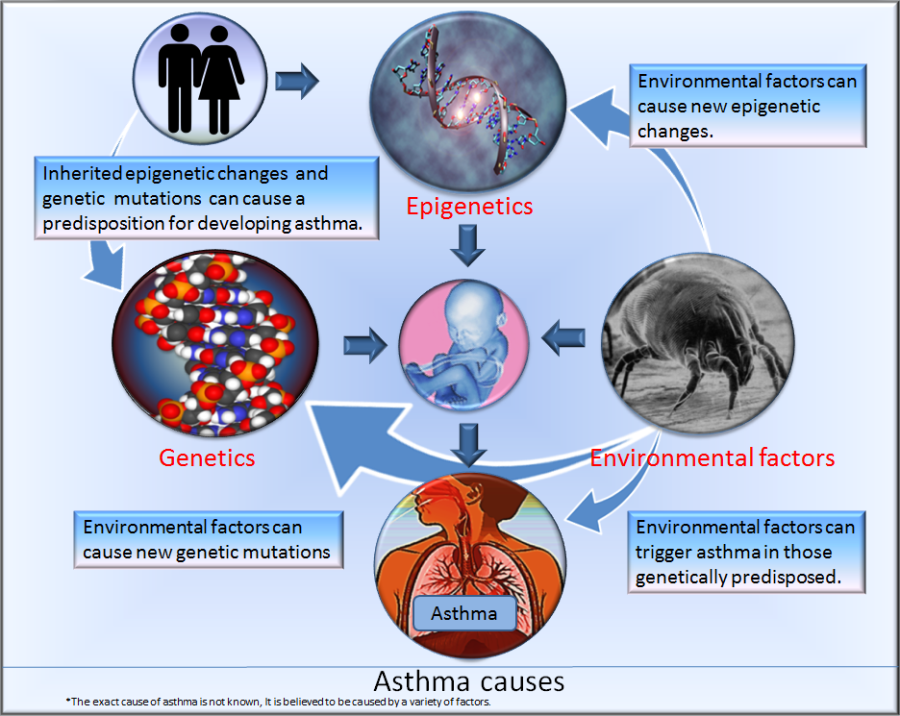 Environmental factors can
cause new epigenetic
changes.
Inherited epigenetic changes and
genetic mutations can cause a
predisposition for developing asthma.
Epigenetics
Genetics
Environmental factors
Environmental factors can
cause new genetic mutations
Environmental factors can
trigger asthma in those
genetically predisposed.
Asthma
Asthma causes
*The exact cause of asthma is not known, It is believed to be caused by a variety of factors.